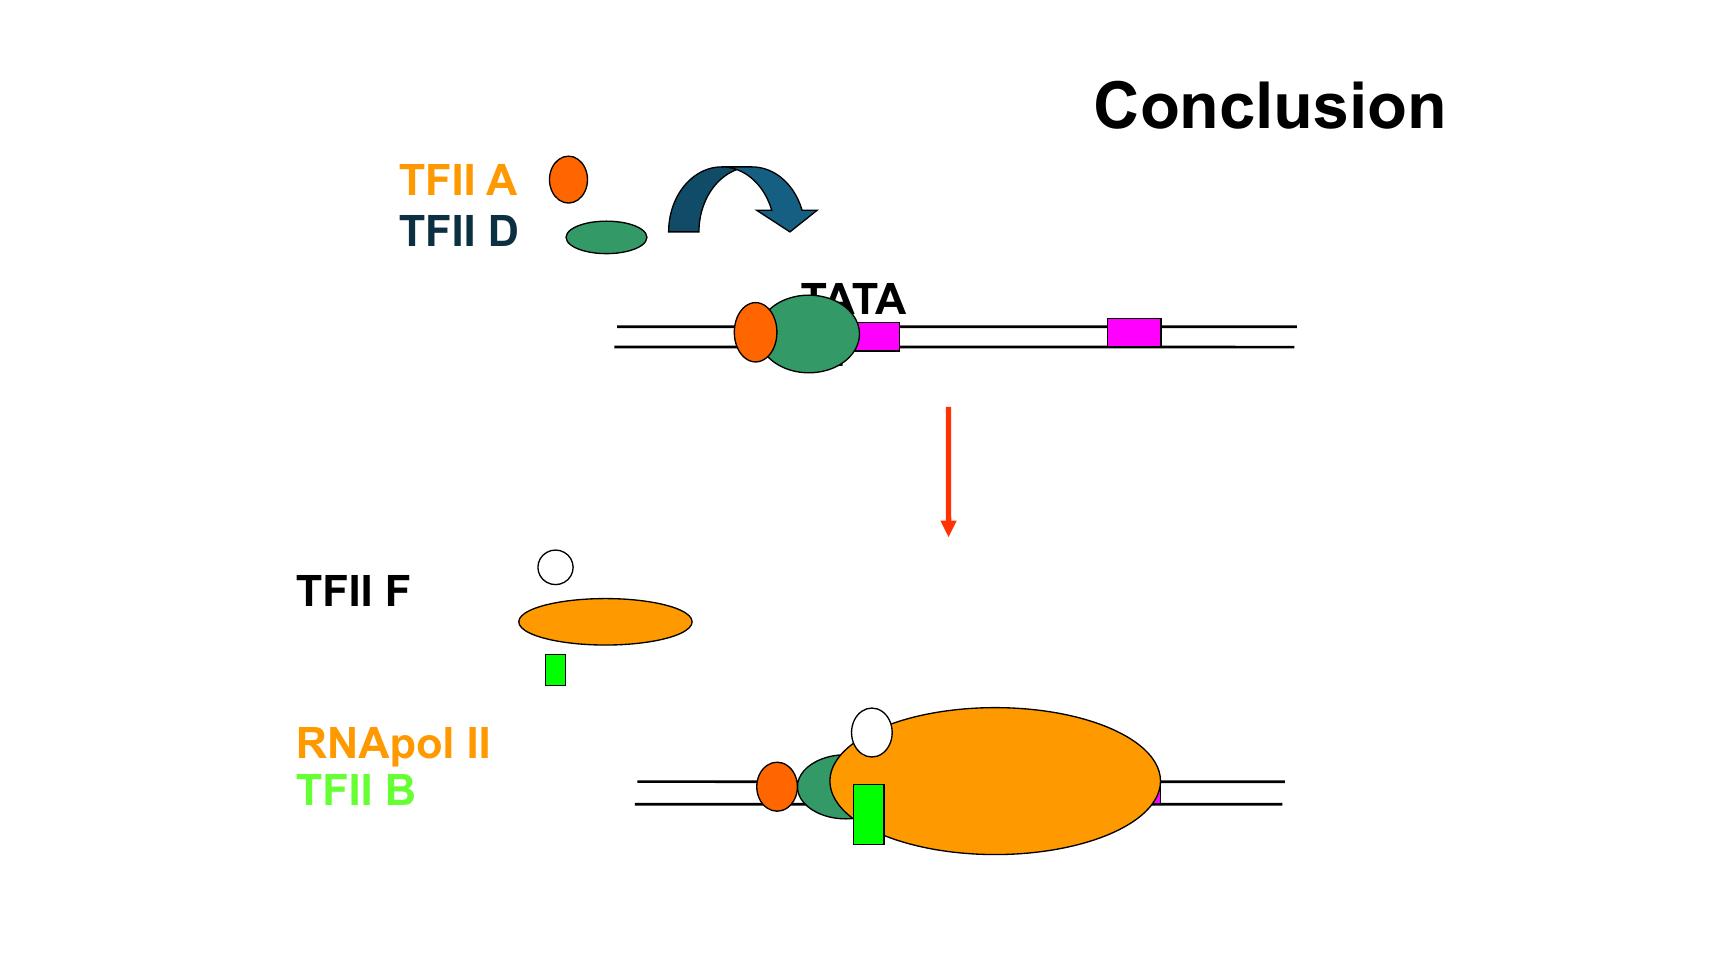 Conclusion
TFII A
TFII D
TATA
TFII F
RNApol II
TFII B